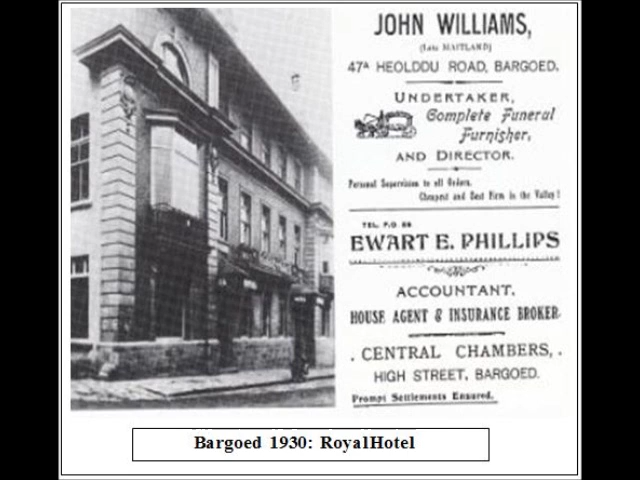 JOHN WILLIAMS,
(Late MAITLAND)
47A HEOLDDU ROAD, BARGOED.
UNDERTAKER,
Complete Funeral
Furnisher,
AND DIRECTOR.
Personal Supervision to all Orders.
Cheapest and Best Firm in the Valley!
TEL. P.O 88
EWART E. PHILLIPS
ACCOUNTANT,
HOUSE AGENT & INSURANCE BROKER.
. CENTRAL CHAMBERS, .
HIGH STREET, BARGOED.
Prompt Settlements Ensured.
Bargoed 1930: RoyalHotel